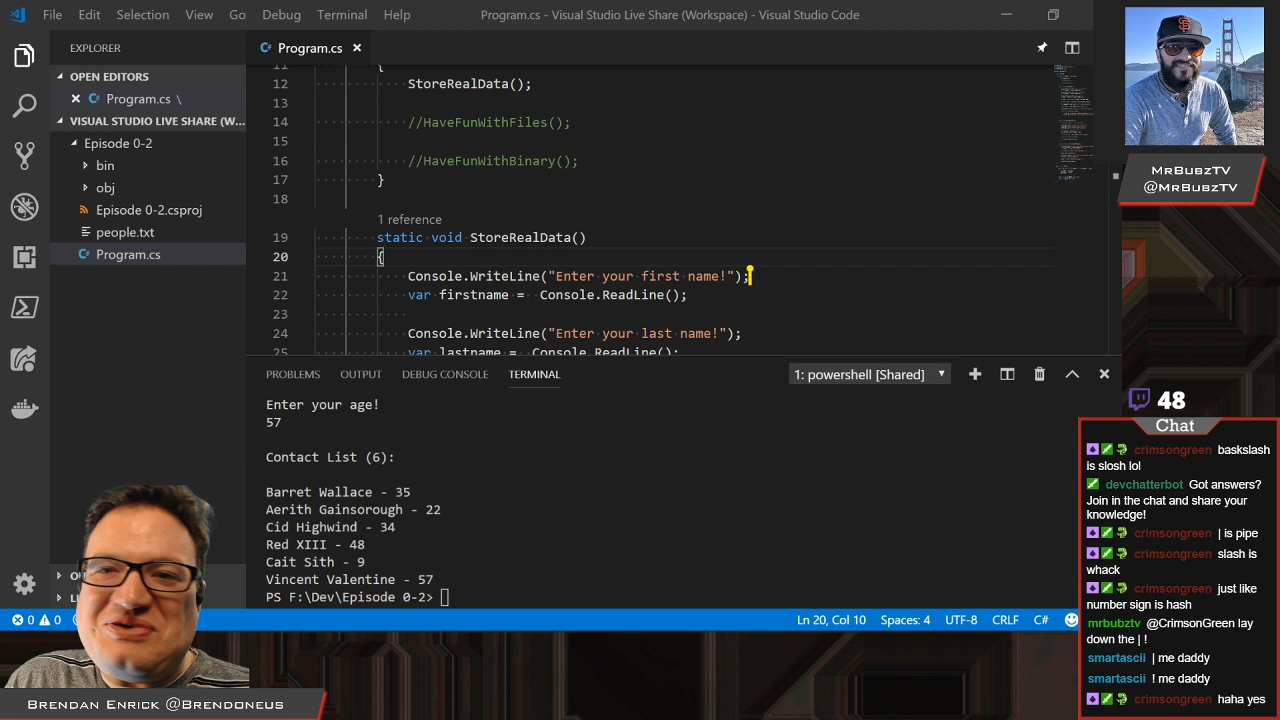 File Edit Selection View Go Debug Terminal Help Program.cs - Visual Studio Live Share (Workspace) - Visual Studio Code
EXPLORER
OPEN EDITORS
Program.cs \
VISUAL STUDIO LIVE SHARE (W...
Episode 0-2
bin
obj
Episode 0-2.csproj
people.txt
Program.cs
Program.cs
11 {
12 StoreRealData();
13
14 //HaveFunWithFiles();
15
16 //HaveFunWithBinary();
17 }
18
1 reference
19 static void StoreRealData()
20 {
21 Console.WriteLine("Enter your first name!");
22 var firstname = Console.ReadLine();
23
24 Console.WriteLine("Enter your last name!");
25 var lastname = Console.ReadLine();
PROBLEMS OUTPUT DEBUG CONSOLE TERMINAL 1: powershell [Shared]
Enter your age!
57
Contact List (6):
Barret Wallace - 35
Aerith Gainsorough - 22
Cid Highwind - 34
Red XIII - 48
Cait Sith - 9
Vincent Valentine - 57
PS F:\Dev\Episode 0-2>
0 0 Ln 20, Col 10 Spaces: 4 UTF-8 CRLF C#
MrBubzTV
@MrBubzTV
48
Chat
crimsongreen baskslash
is slosh lol
devchatterbot Got answers?
Join in the chat and share your
knowledge!
crimsongreen | is pipe
crimsongreen slash is
whack
crimsongreen just like
number sign is hash
mrbubztv @CrimsonGreen lay
down the | !
smartascii | me daddy
smartascii ! me daddy
crimsongreen haha yes
Brendan Enrick @Brendoneus